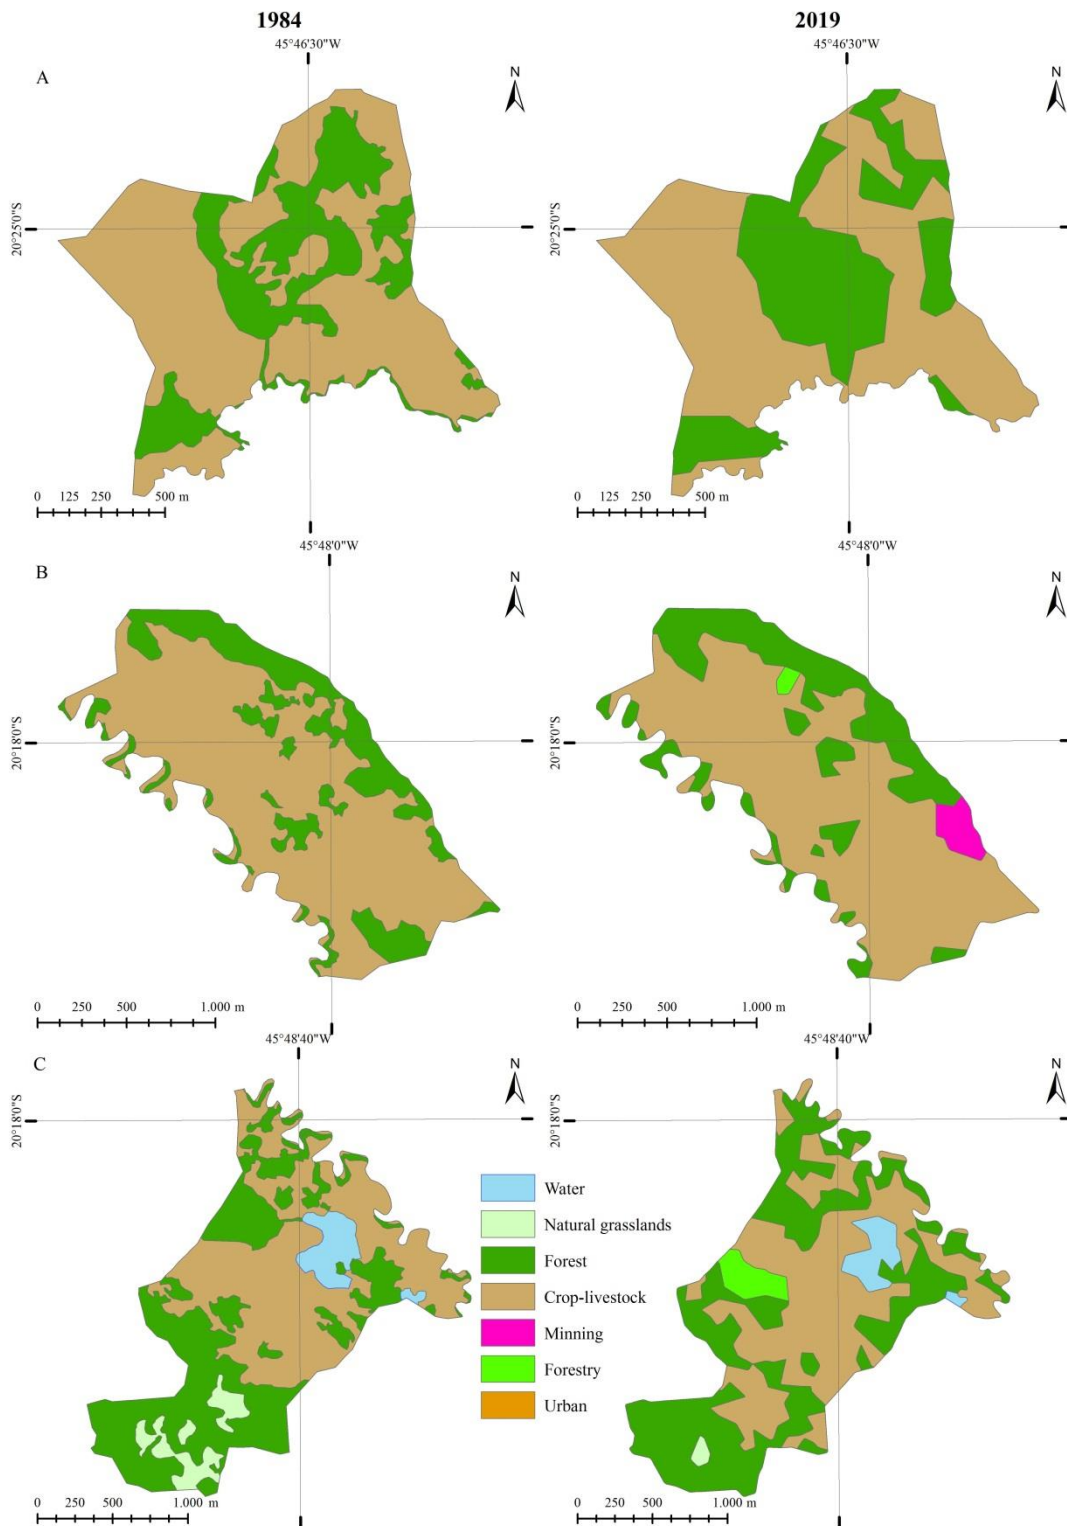 1984
2019
45°46'30"W
45°46'30"W
A
N
N
20°25'0"S
20°25'0"S
0 125 250 500 m
0 125 250 500 m
45°48'0"W
45°48'0"W
B
N
N
20°18'0"S
20°18'0"S
0 250 500 1.000 m
0 250 500 1.000 m
45°48'40"W
45°48'40"W
C
N
N
20°18'0"S
20°18'0"S
Water
Natural grasslands
Forest
Crop-livestock
Minning
Forestry
Urban
0 250 500 1.000 m
0 250 500 1.000 m